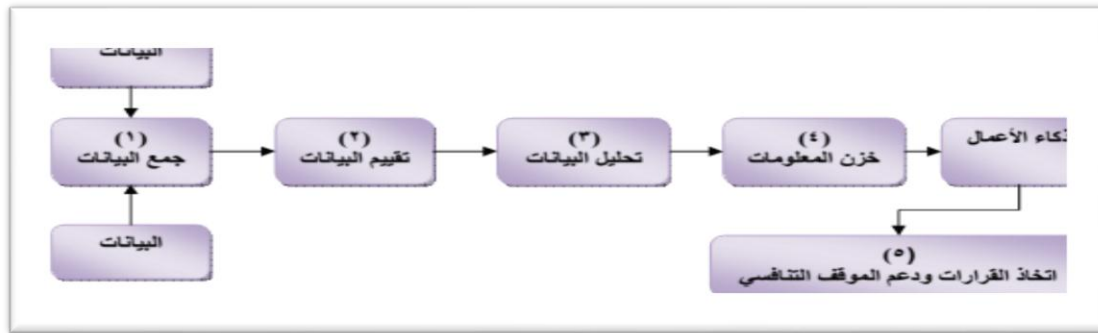 البيانات
(١)
جمع البيانات
(٢)
تقييم البيانات
(٣)
تحليل البيانات
(٤)
خزن المعلومات
ذكاء الأعمال
البيانات
(٥)
اتخاذ القرارات ودعم الموقف التنافسي